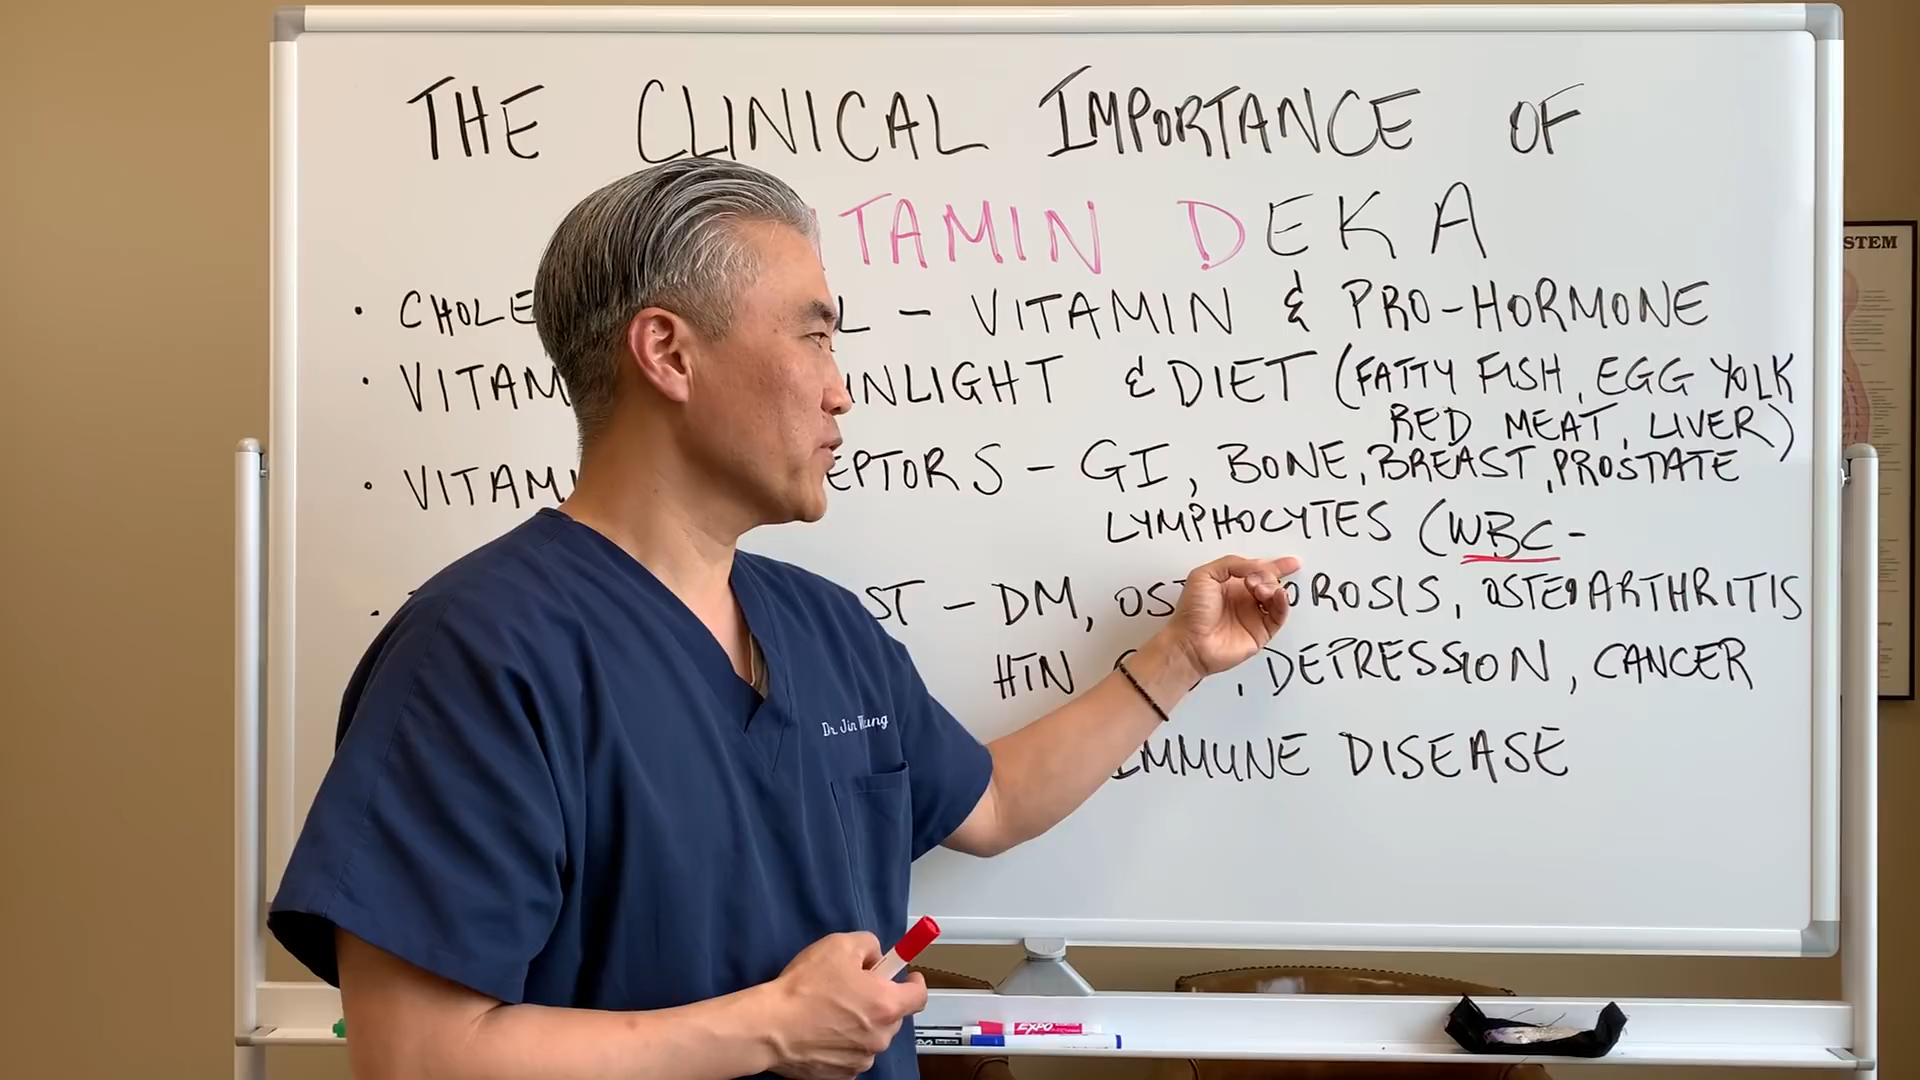 THE CLINICAL IMPORTANCE OF
TAMIN DEKA
• CHOLE L - VITAMIN & PRO-HORMONE
• VITAM NLIGHT & DIET (FATTY FISH, EGG YOLK
RED MEAT, LIVER)
• VITAM EPTORS - GI, BONE, BREAST, PROSTATE
LYMPHOCYTES (WBC-
• ST - DM, OST OROSIS, OSTEOARTHRITIS
HTN , DEPRESSION, CANCER
IMMUNE DISEASE
STEM
Dr. Jin
EXPO